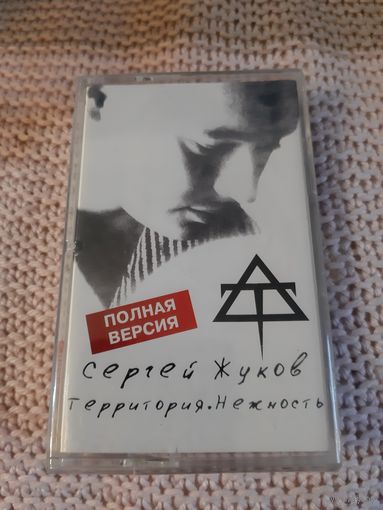 ПОЛНАЯ
ВЕРСИЯ
Сергей Жуков
Территория.Нежность